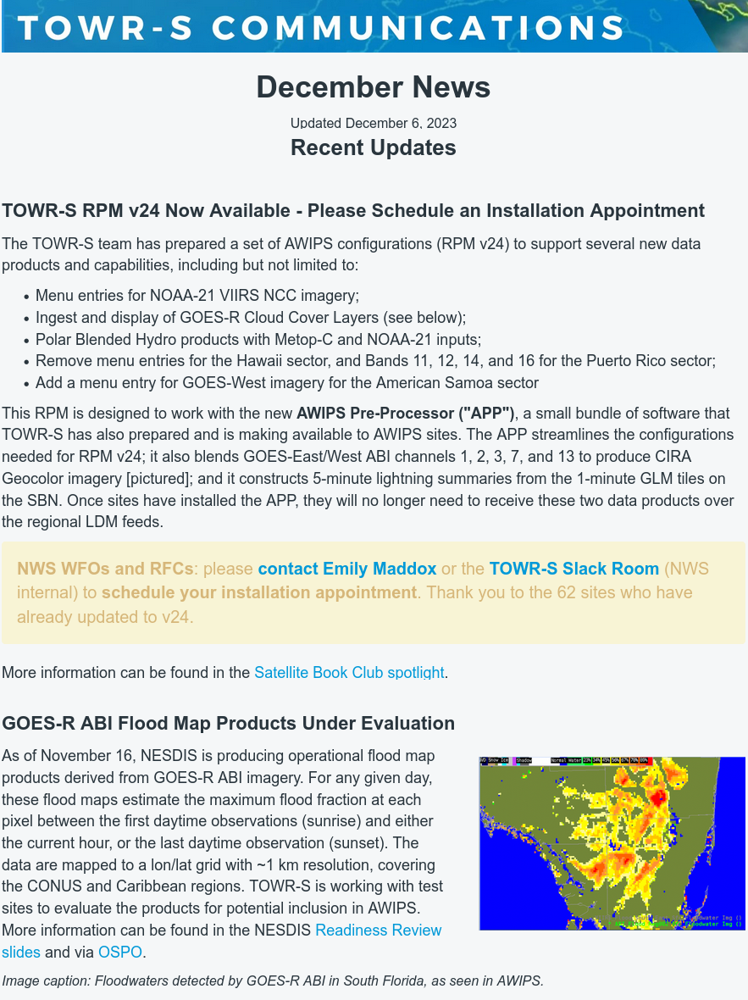 TOWR-S COMMUNICATIONS
December News
Updated December 6, 2023
Recent Updates
TOWR-S RPM v24 Now Available - Please Schedule an Installation Appointment
The TOWR-S team has prepared a set of AWIPS configurations (RPM v24) to support several new data
products and capabilities, including but not limited to:
• Menu entries for NOAA-21 VIIRS NCC imagery;
• Ingest and display of GOES-R Cloud Cover Layers (see below);
• Polar Blended Hydro products with Metop-C and NOAA-21 inputs;
• Remove menu entries for the Hawaii sector, and Bands 11, 12, 14, and 16 for the Puerto Rico sector;
• Add a menu entry for GOES-West imagery for the American Samoa sector
This RPM is designed to work with the new AWIPS Pre-Processor ("APP"), a small bundle of software that
TOWR-S has also prepared and is making available to AWIPS sites. The APP streamlines the configurations
needed for RPM v24; it also blends GOES-East/West ABI channels 1, 2, 3, 7, and 13 to produce CIRA
Geocolor imagery [pictured]; and it constructs 5-minute lightning summaries from the 1-minute GLM tiles on
the SBN. Once sites have installed the APP, they will no longer need to receive these two data products over
the regional LDM feeds.
NWS WFOs and RFCs: please contact Emily Maddox or the TOWR-S Slack Room (NWS
internal) to schedule your installation appointment. Thank you to the 62 sites who have
already updated to v24.
More information can be found in the Satellite Book Club spotlight.
GOES-R ABI Flood Map Products Under Evaluation
As of November 16, NESDIS is producing operational flood map
products derived from GOES-R ABI imagery. For any given day,
these flood maps estimate the maximum flood fraction at each
pixel between the first daytime observations (sunrise) and either
the current hour, or the last daytime observation (sunset). The
data are mapped to a lon/lat grid with ~1 km resolution, covering
the CONUS and Caribbean regions. TOWR-S is working with test
sites to evaluate the products for potential inclusion in AWIPS.
More information can be found in the NESDIS Readiness Review
slides and via OSPO.
Snow Ice Shadow Normal Water
Floodwater Img ()
Image caption: Floodwaters detected by GOES-R ABI in South Florida, as seen in AWIPS.